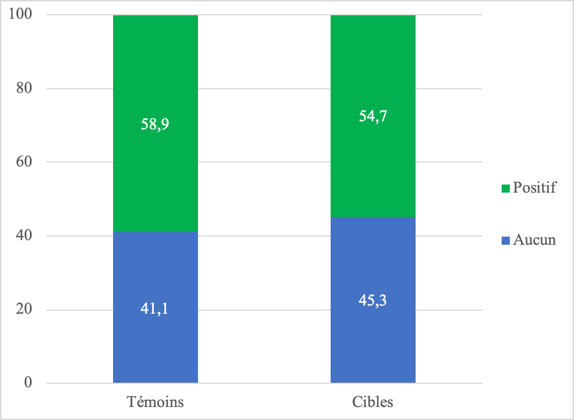 100
80
60
40
20
0
58,9
54,7
41,1
45,3
Témoins
Cibles
Positif
Aucun